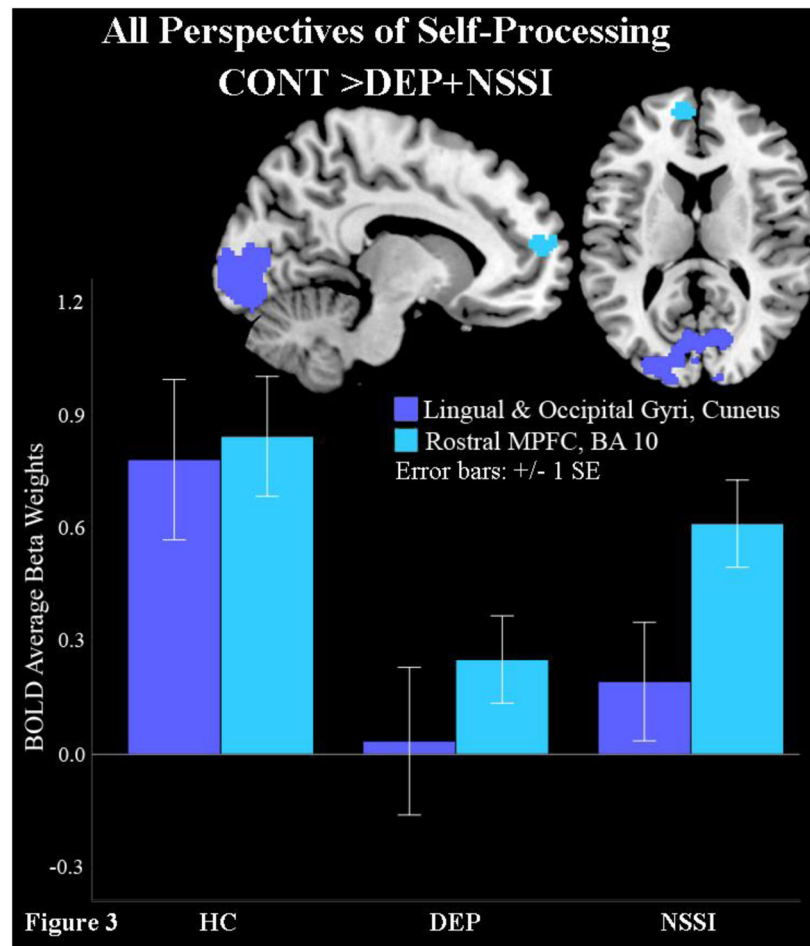 All Perspectives of Self-Processing
CONT >DEP+NSSI
1.2
0.9
0.6
0.3
0.0
-0.3
BOLD Average Beta Weights
Lingual & Occipital Gyri, Cuneus
Rostral MPFC, BA 10
Error bars: +/- 1 SE
Figure 3 HC DEP NSSI